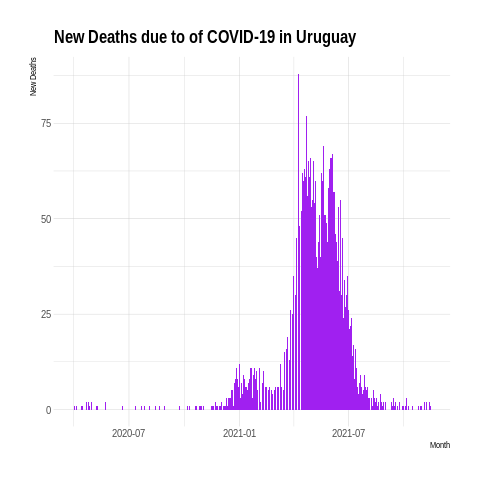 New Deaths due to of COVID-19 in Uruguay
New Deaths
75
50
25
0
2020-07
2021-01
2021-07
Month